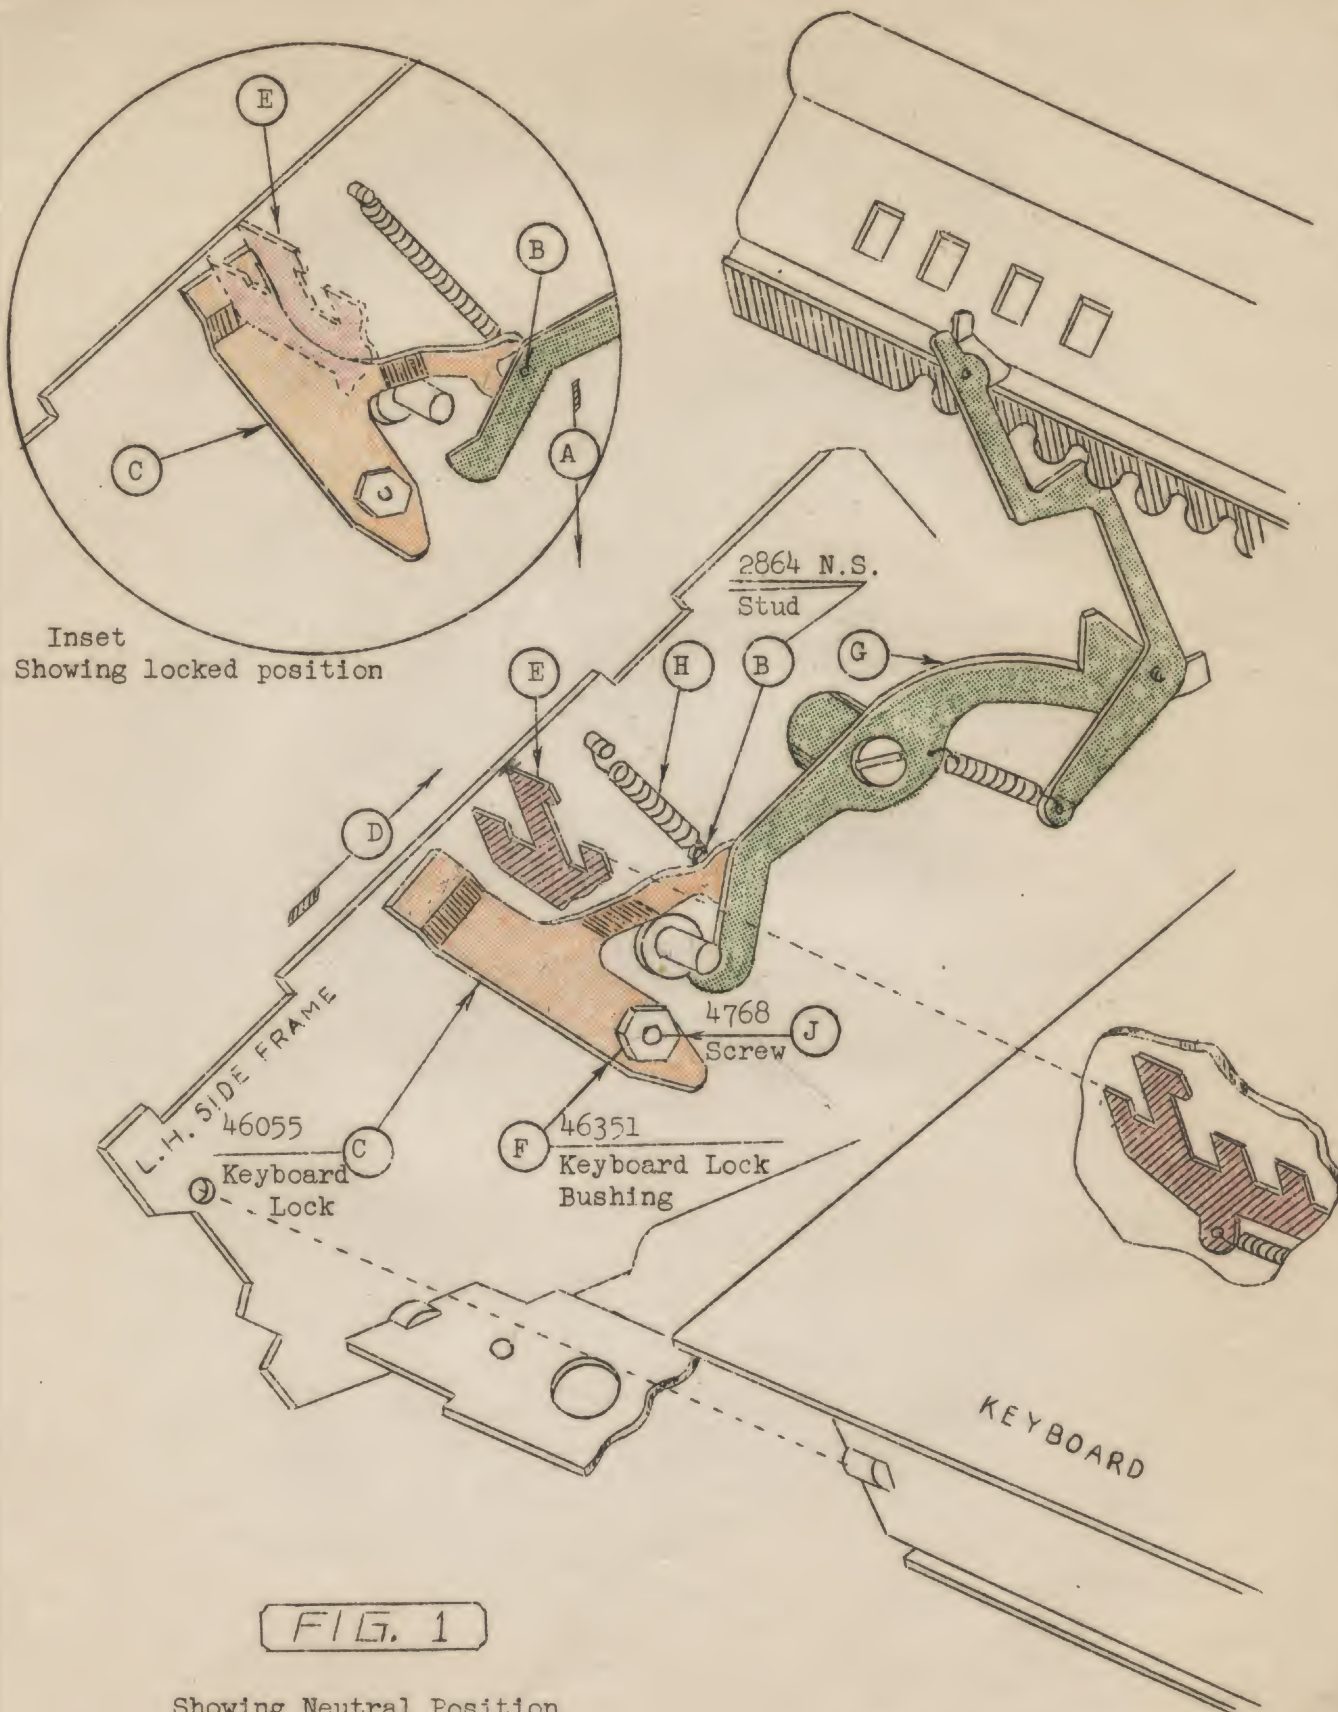 E
B
C
A
Inset
Showing locked position
2864 N.S.
Stud
E
H
B
G
D
L.H. SIDE FRAME
4768
Screw
J
46055
Keyboard
Lock
C
F
46351
Keyboard Lock
Bushing
KEYBOARD
FIG. 1
Showing Neutral Position